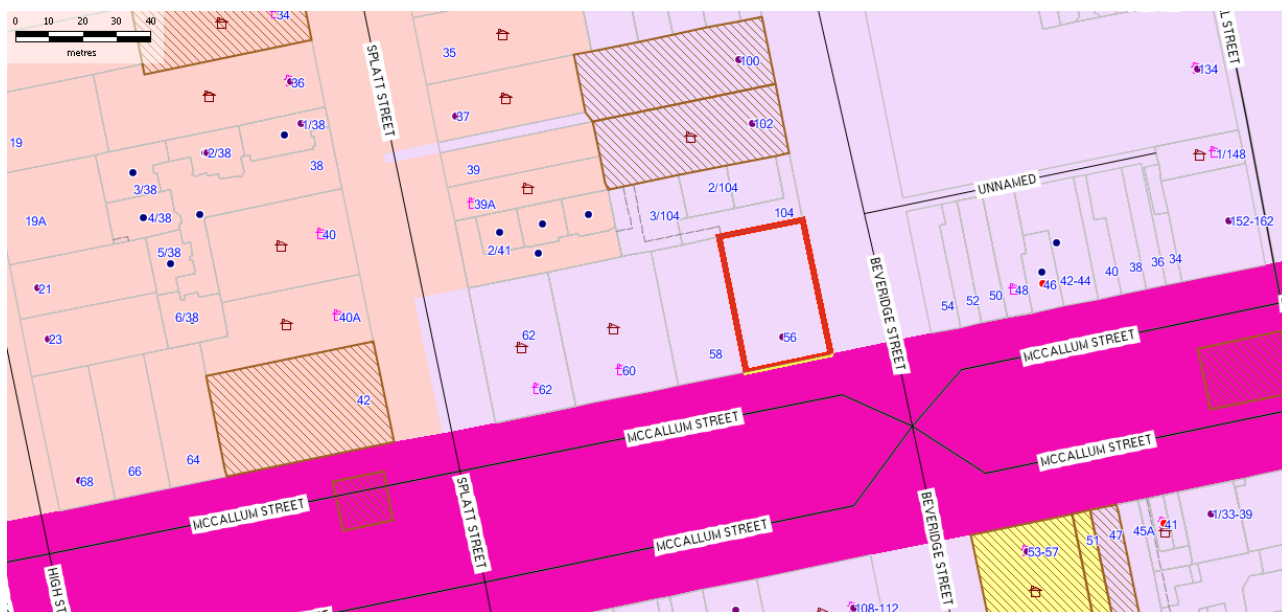 0 10 20 30 40
metres
34
36
1/38
2/38
38
3/38
4/38
5/38
6/38
19
19A
21
23
40
40A
42
64
66
68
SPLATT STREET
35
37
39
39A
2/41
62
62
60
58
56
100
102
2/104
3/104
104
BEVERIDGE STREET
UNNAMED
134
1/148
152-162
54
52
50
48
46
42-44
40
38
36
34
MCCALLUM STREET
MCCALLUM STREET
MCCALLUM STREET
MCCALLUM STREET
MCCALLUM STREET
SPLATT STREET
BEVERIDGE STREET
HIGH ST
53-57
51
47
45A
41
1/33-39
108-112